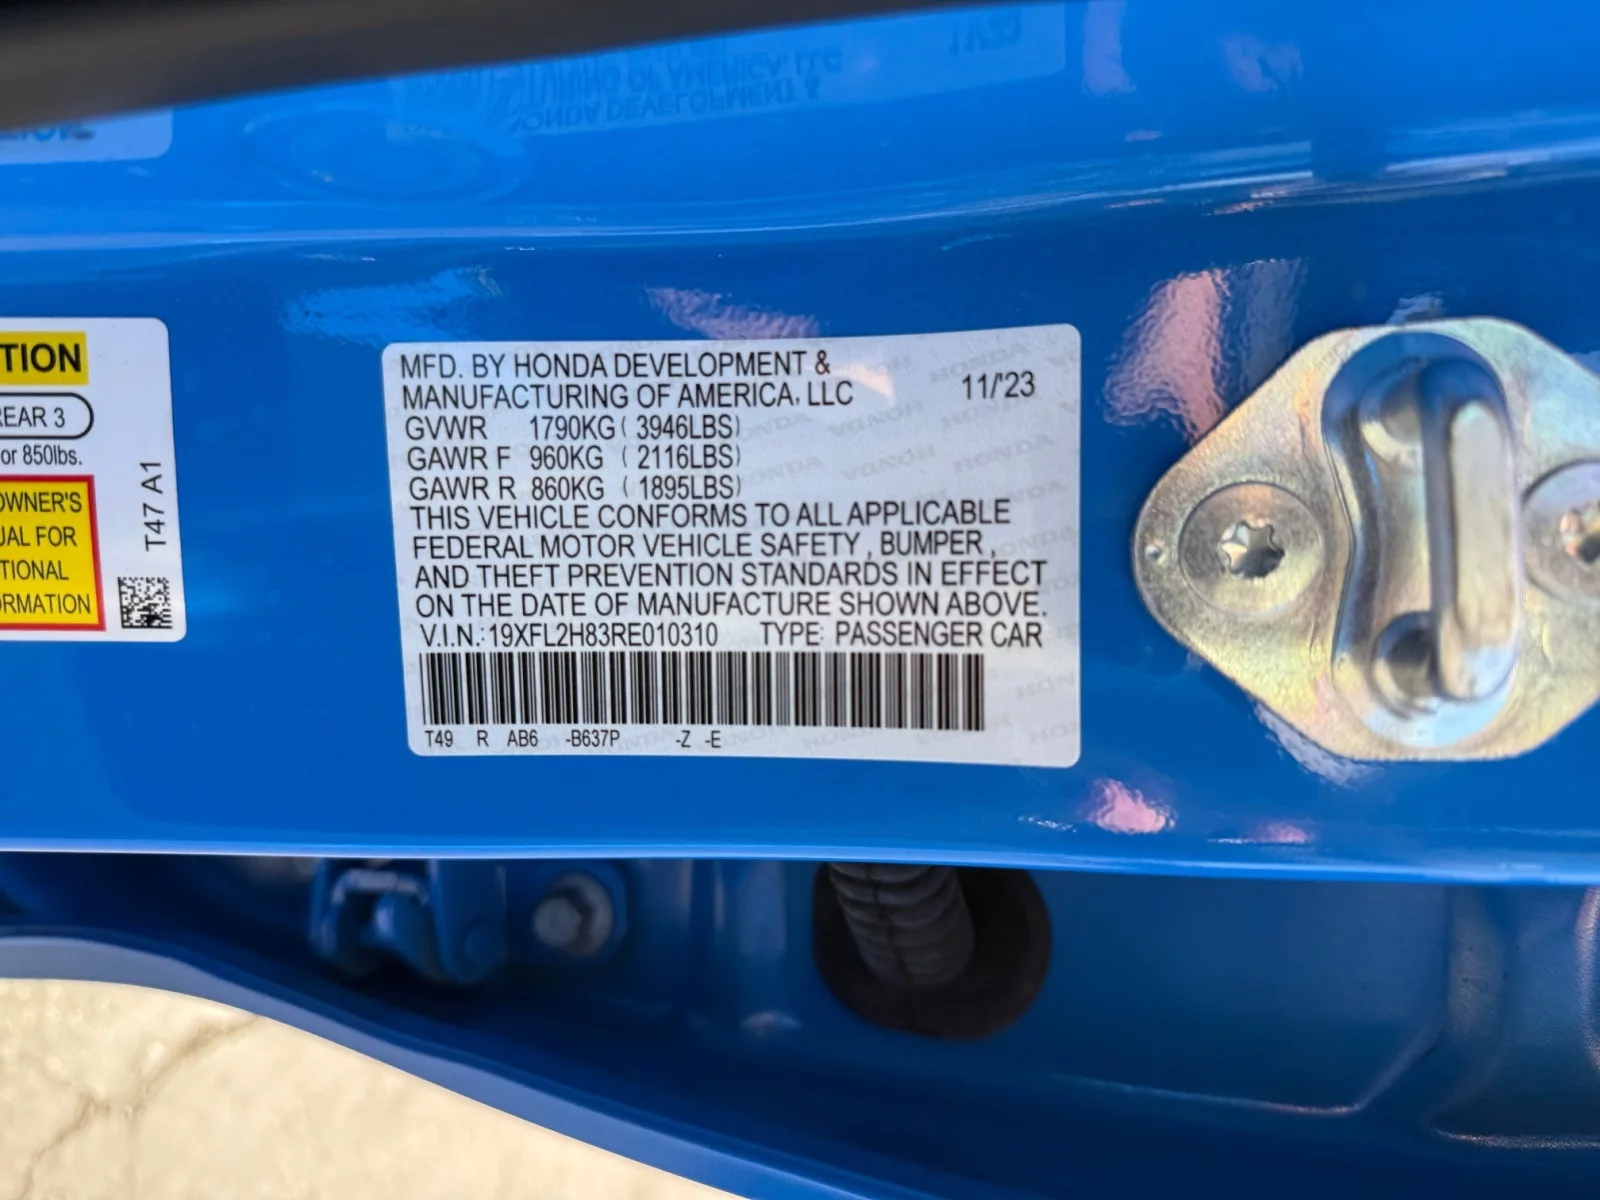 TION
REAR 3
or 850lbs.
OWNER'S
UAL FOR
TIONAL
ORMATION
T47 A1
MFD. BY HONDA DEVELOPMENT &
MANUFACTURING OF AMERICA, LLC 11/'23
GVWR 1790KG ( 3946LBS)
GAWR F 960KG ( 2116LBS)
GAWR R 860KG ( 1895LBS)
THIS VEHICLE CONFORMS TO ALL APPLICABLE
FEDERAL MOTOR VEHICLE SAFETY , BUMPER ,
AND THEFT PREVENTION STANDARDS IN EFFECT
ON THE DATE OF MANUFACTURE SHOWN ABOVE.
V.I.N.: 19XFL2H83RE010310 TYPE: PASSENGER CAR
T49 R AB6 -B637P -Z -E